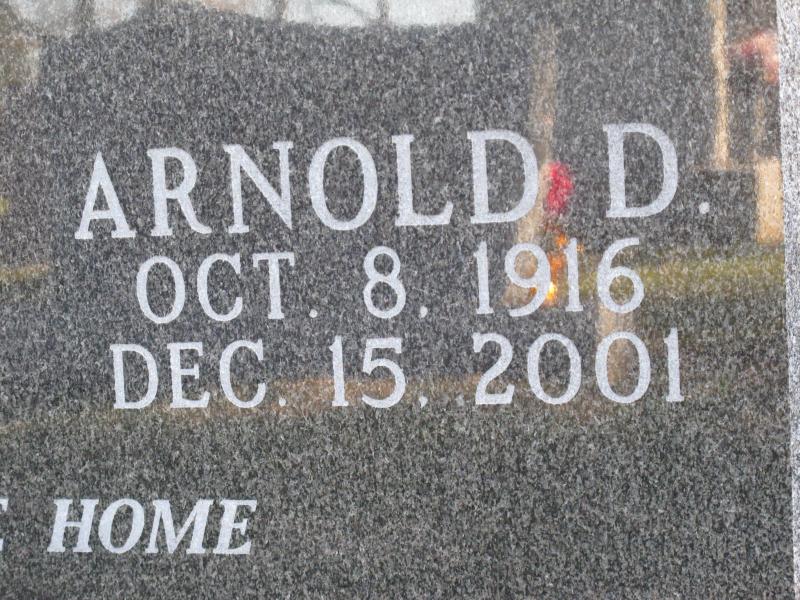 ARNOLD D.
OCT. 8, 1916
DEC. 15, 2001
HOME